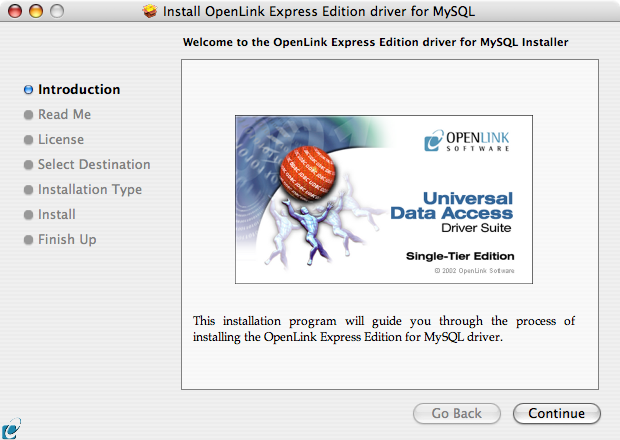 Install OpenLink Express Edition driver for MySQL
Welcome to the OpenLink Express Edition driver for MySQL Installer
Introduction
Read Me
License
Select Destination
Installation Type
Install
Finish Up
OPENLINK
SOFTWARE
Universal
Data Access
Driver Suite
Single-Tier Edition
© 2002 OpenLink Software
This installation program will guide you through the process of
installing the OpenLink Express Edition for MySQL driver.
Go Back
Continue